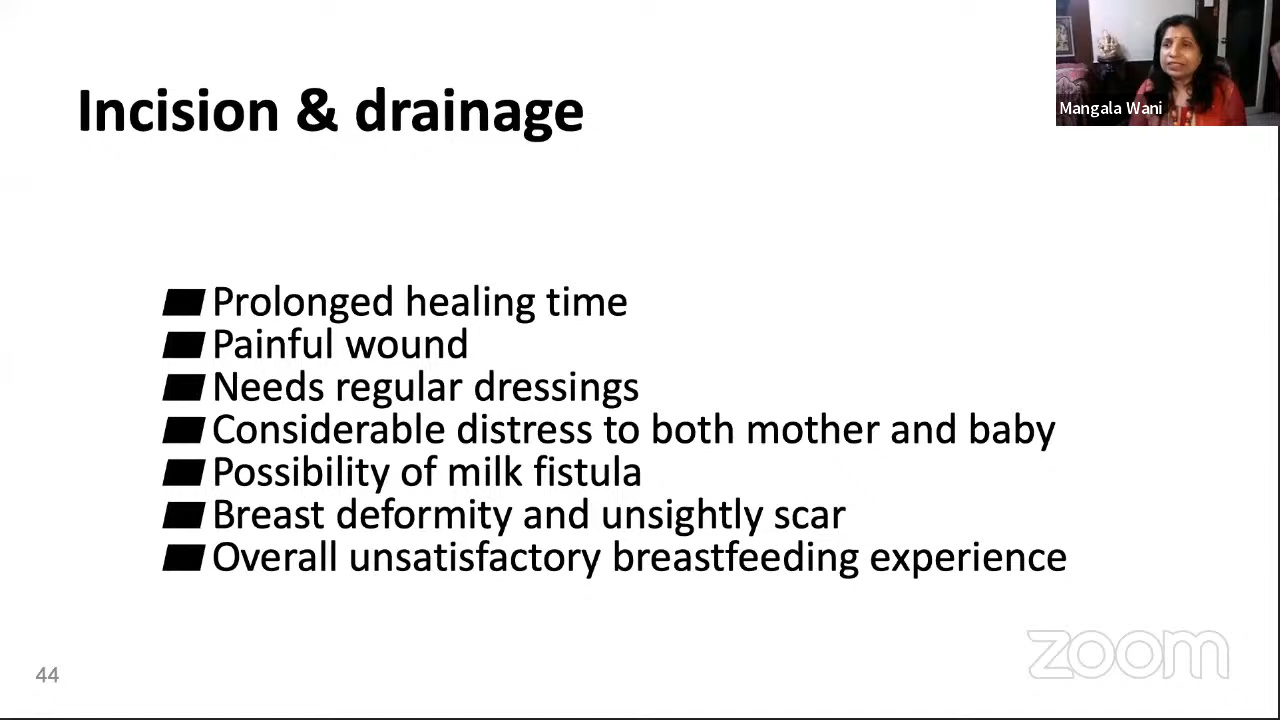 Mangala Wani
Incision & drainage
Prolonged healing time
Painful wound
Needs regular dressings
Considerable distress to both mother and baby
Possibility of milk fistula
Breast deformity and unsightly scar
Overall unsatisfactory breastfeeding experience
44
zoom